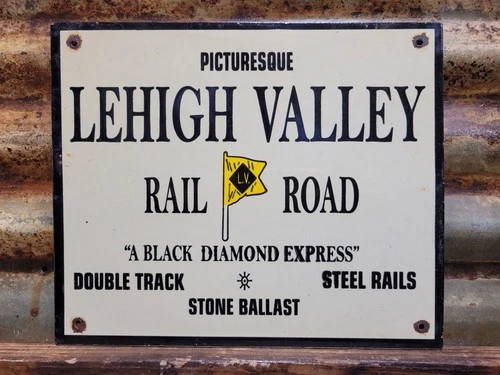 PICTURESQUE
LEHIGH VALLEY
RAIL ROAD
L.V.
"A BLACK DIAMOND EXPRESS"
DOUBLE TRACK STEEL RAILS
STONE BALLAST